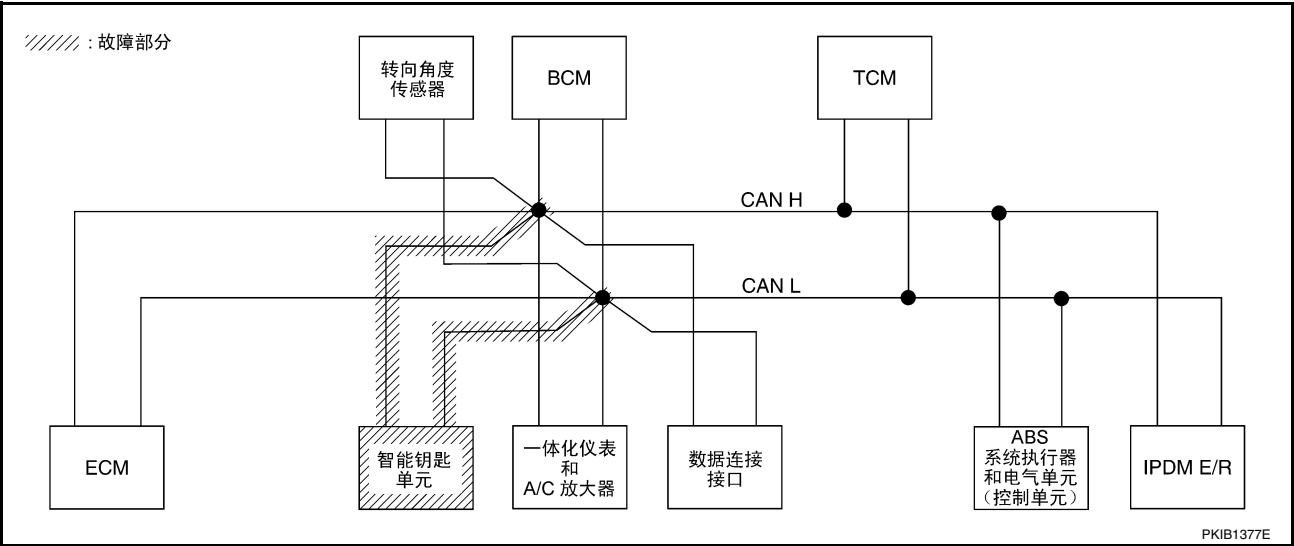 : 故障部分
转向角度
传感器
BCM
TCM
CAN H
CAN L
ECM
智能钥匙
单元
一体化仪表
和
A/C 放大器
数据连接
接口
ABS
系统执行器
和电气单元
（控制单元）
IPDM E/R
PKIB1377E